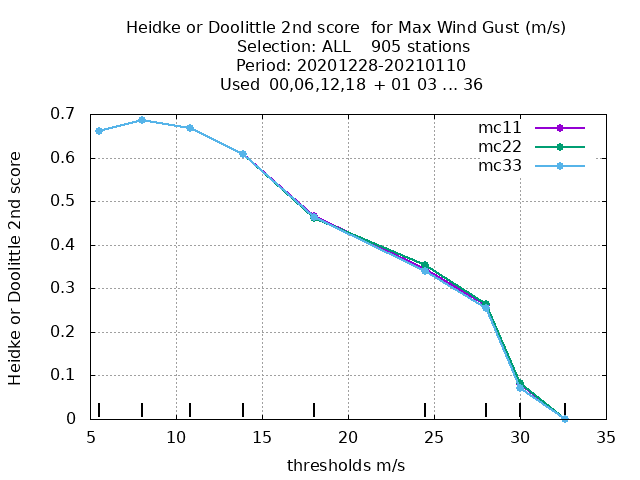 Heidke or Doolittle 2nd score  for Max Wind Gust (m/s)
Selection: ALL    905 stations
Period: 20201228-20210110
Used  00,06,12,18  + 01 03 ... 36
Heidke or Doolittle 2nd score
0.7
0.6
0.5
0.4
0.3
0.2
0.1
0
mc11
mc22
mc33
5 10 15 20 25 30 35
thresholds m/s